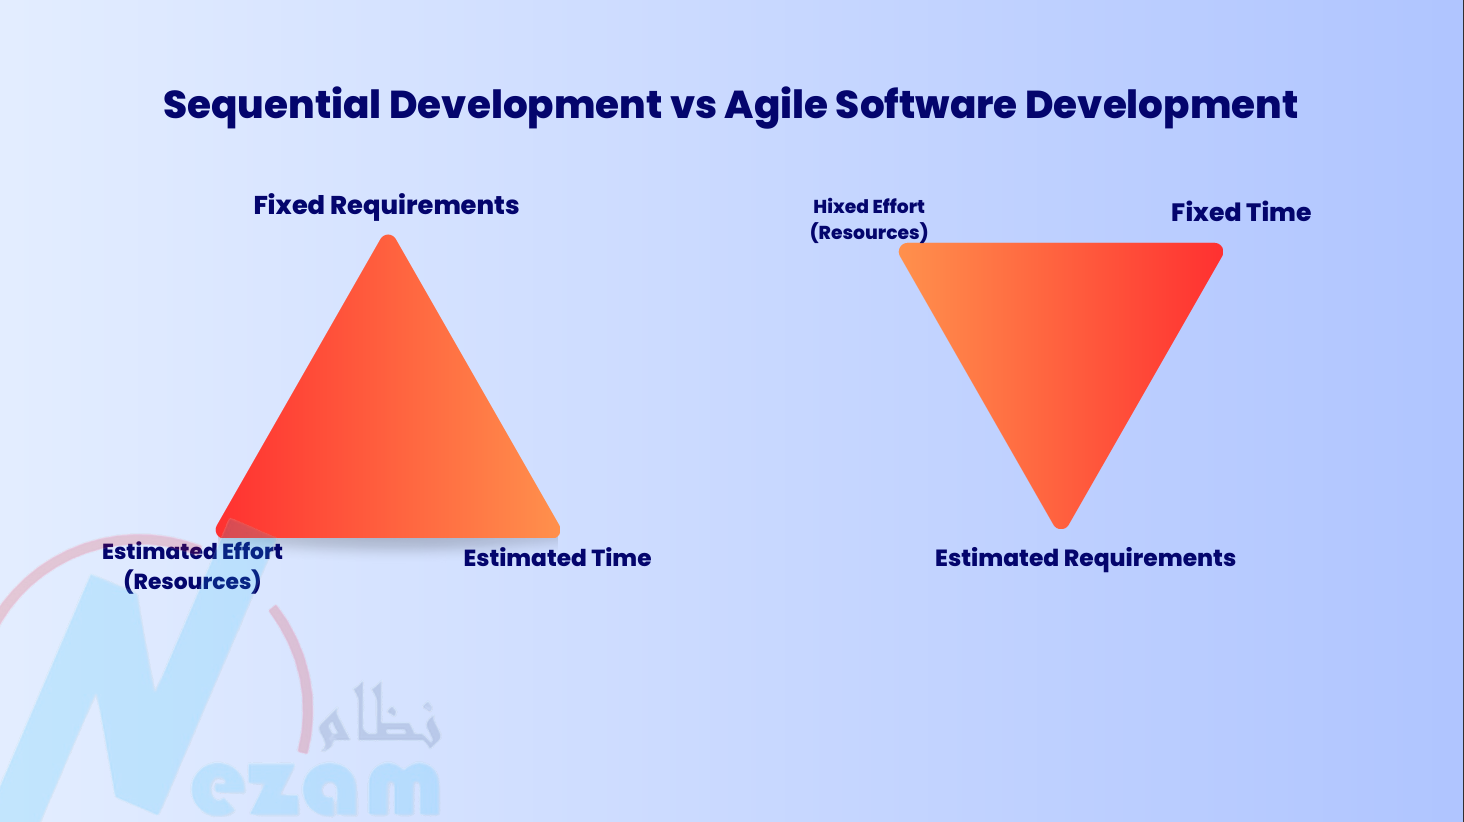 Sequential Development vs Agile Software Development
Fixed Requirements
Estimated Effort
(Resources)
Estimated Time
Hixed Effort
(Resources)
Fixed Time
Estimated Requirements
نظام
Nezam